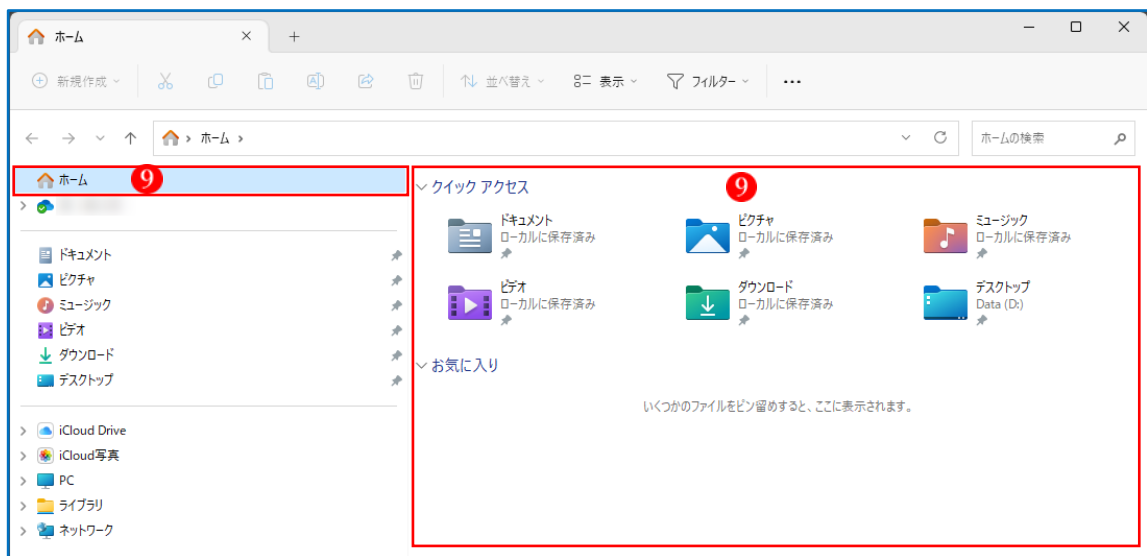 ホーム
新規作成
並べ替え
表示
フィルター
ホーム
ホームの検索
ホーム
9
ドキュメント
ピクチャ
ミュージック
ビデオ
ダウンロード
デスクトップ
iCloud Drive
iCloud写真
PC
ライブラリ
ネットワーク
クイック アクセス
9
ドキュメント
ローカルに保存済み
ピクチャ
ローカルに保存済み
ミュージック
ローカルに保存済み
ビデオ
ローカルに保存済み
ダウンロード
ローカルに保存済み
デスクトップ
Data (D:)
お気に入り
いくつかのファイルをピン留めすると、ここに表示されます。